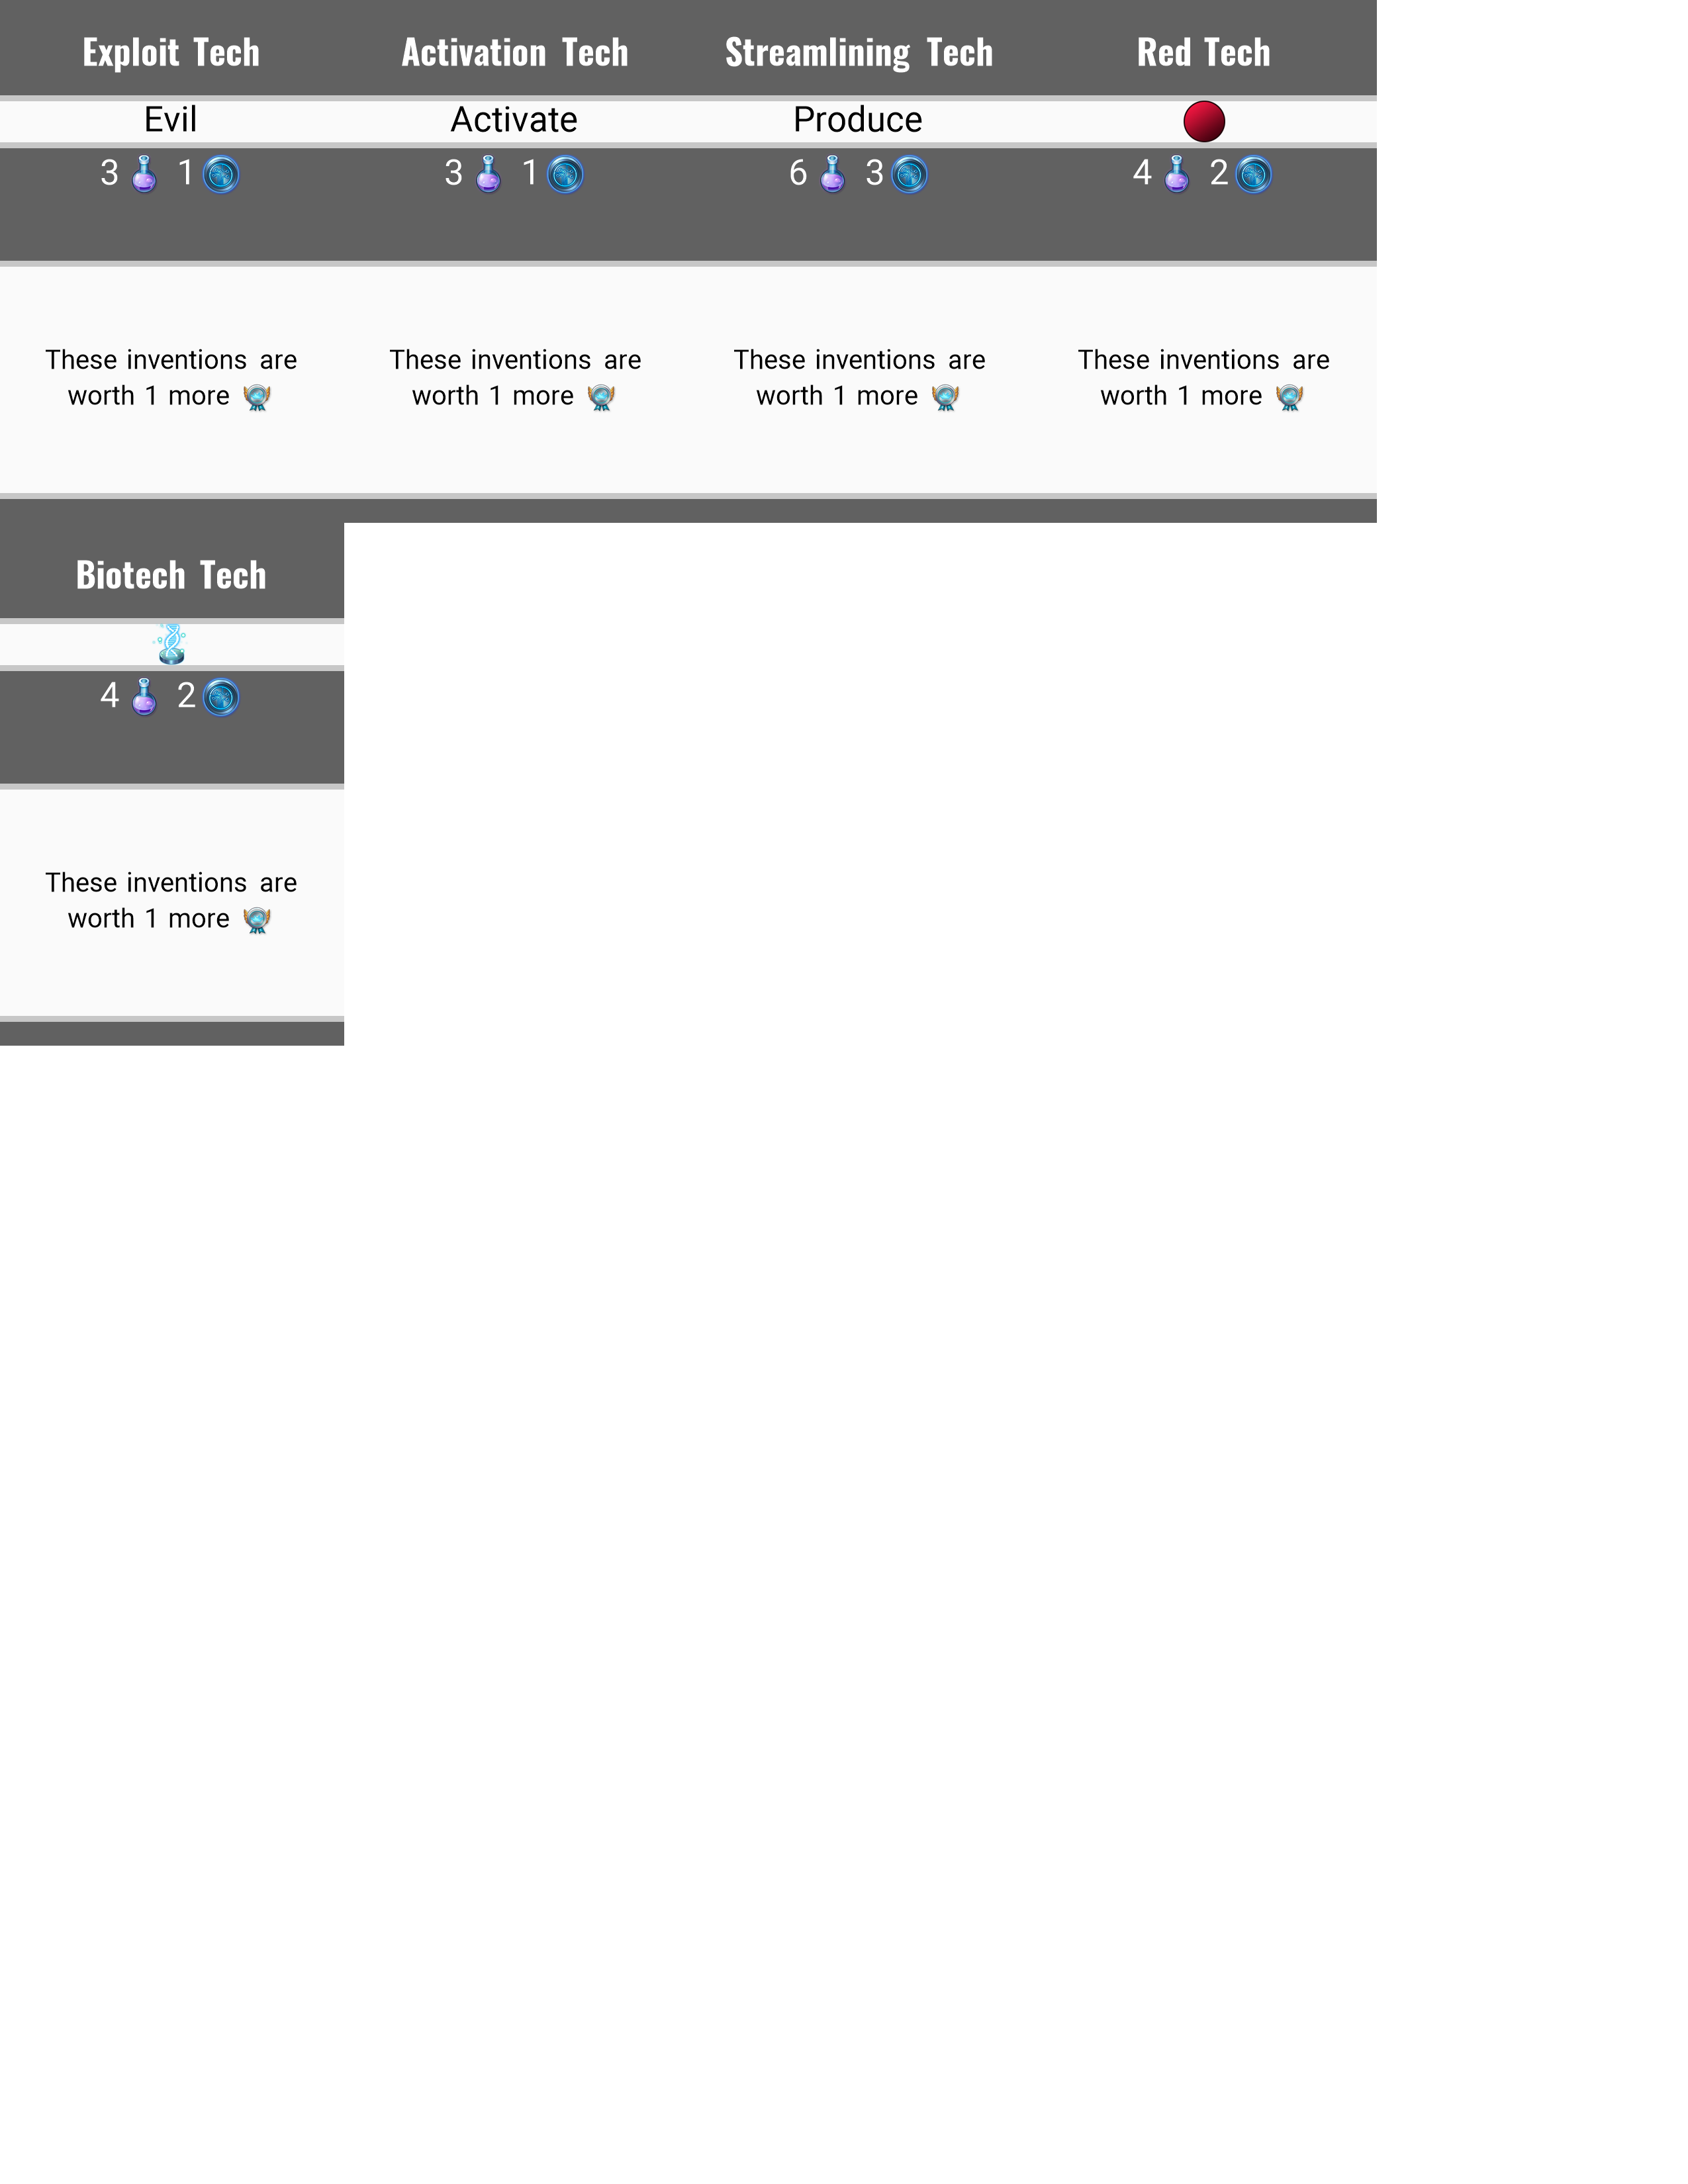 Exploit Tech
Evil
3 1
These inventions are
worth 1 more
Activation Tech
Activate
3 1
These inventions are
worth 1 more
Streamlining Tech
Produce
6 3
These inventions are
worth 1 more
Red Tech
4 2
These inventions are
worth 1 more
Biotech Tech
4 2
These inventions are
worth 1 more